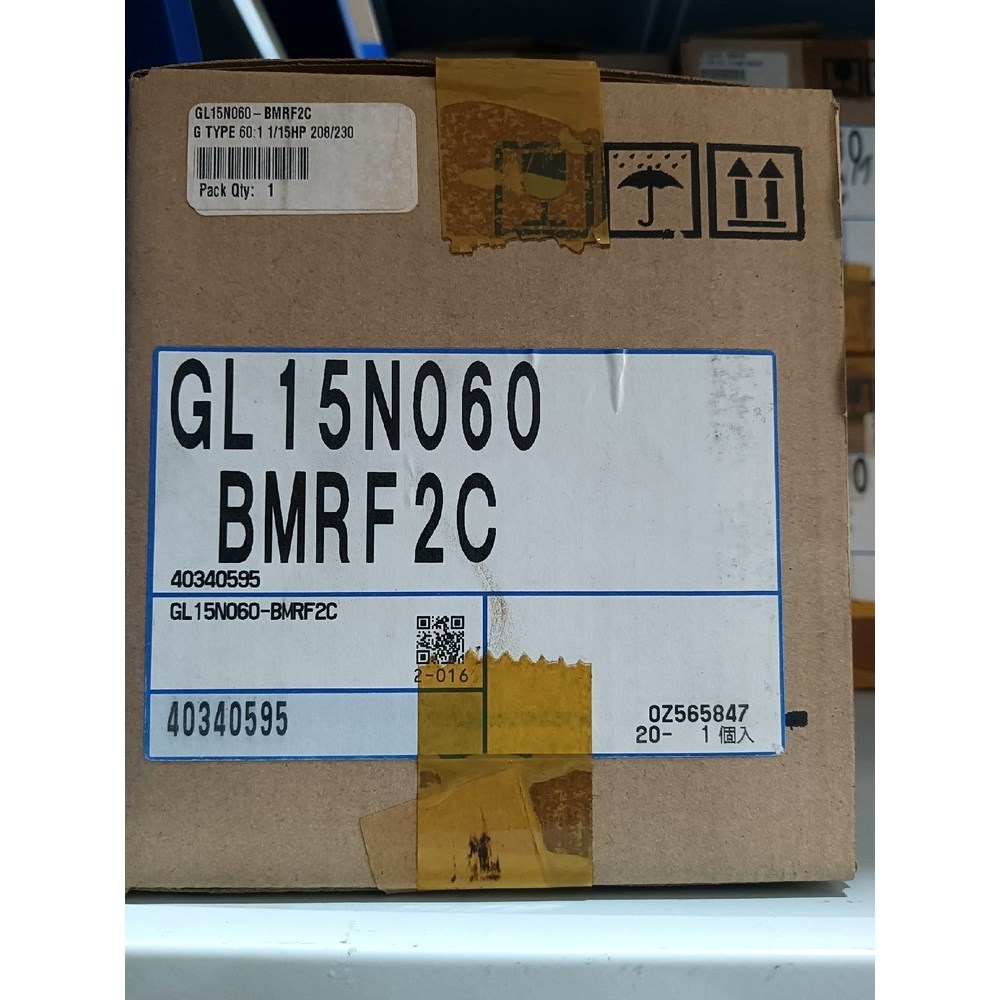 GL15N060-BMRF2C
G TYPE 60:1 1/15HP 208/230
Pack Qty: 1
GL15N060
BMRF2C
40340595
GL15N060-BMRF2C
2-016
40340595
0Z565847
20- 1個入